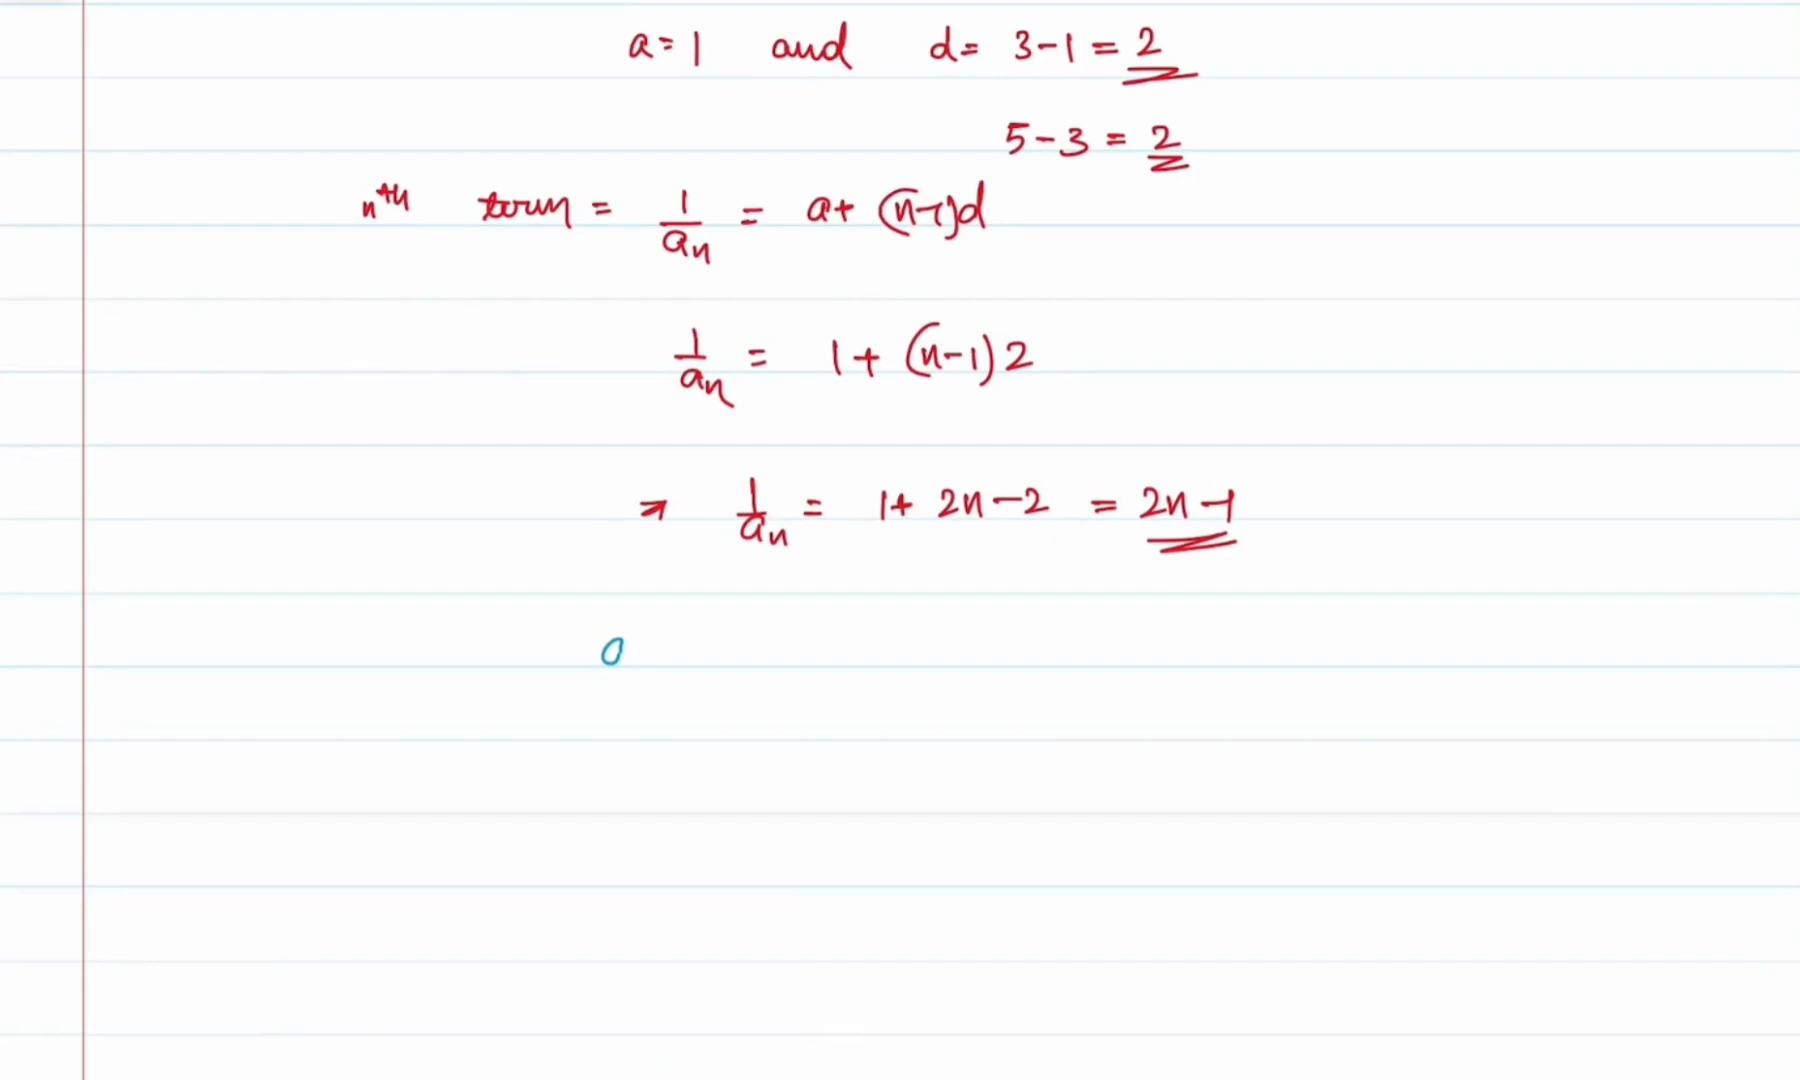 a = 1 and d = 3 - 1 = 2
5 - 3 = 2
nth term = 1/aₙ = a + (n-1)d
1/aₙ = 1 + (n-1) 2
⇒ 1/aₙ = 1 + 2n - 2 = 2n - 1
a